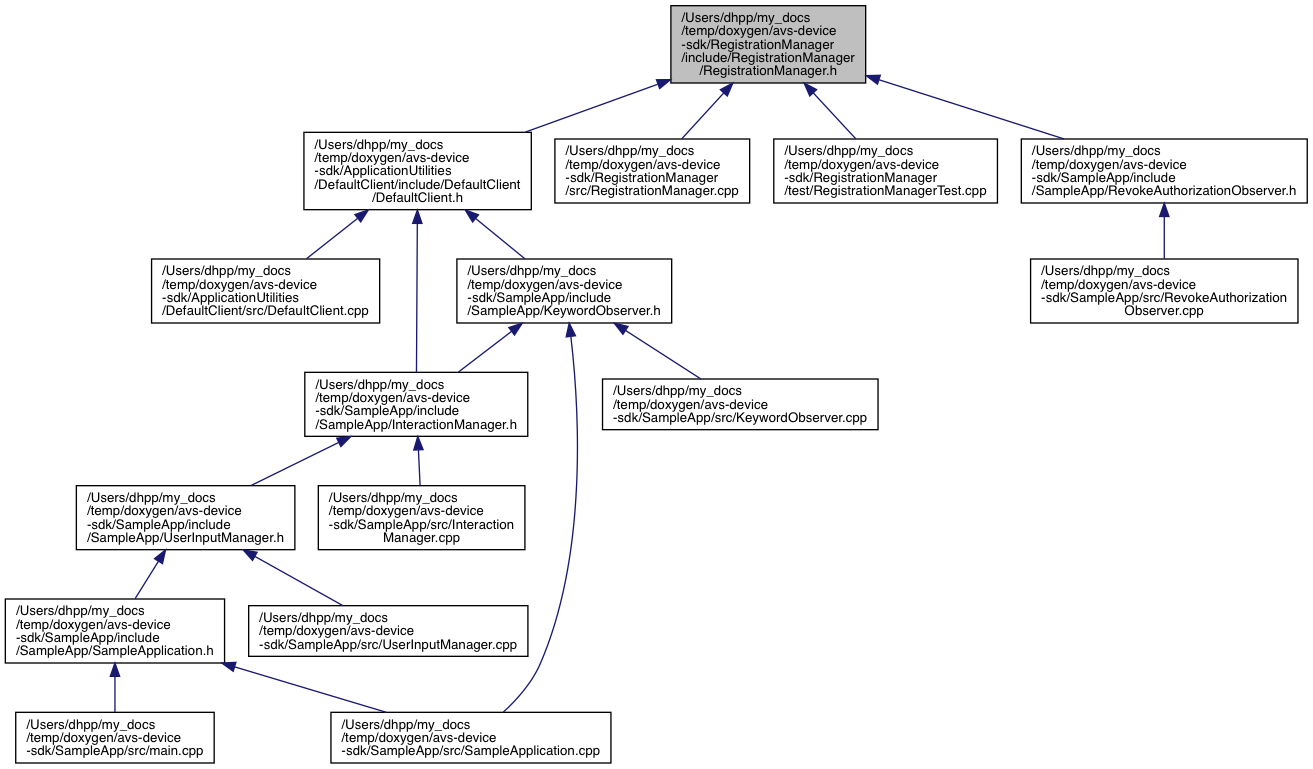 /Users/dhpp/my_docs
/temp/doxygen/avs-device
-sdk/RegistrationManager
/include/RegistrationManager
/RegistrationManager.h
/Users/dhpp/my_docs
/temp/doxygen/avs-device
-sdk/ApplicationUtilities
/DefaultClient/include/DefaultClient
/DefaultClient.h
/Users/dhpp/my_docs
/temp/doxygen/avs-device
-sdk/RegistrationManager
/src/RegistrationManager.cpp
/Users/dhpp/my_docs
/temp/doxygen/avs-device
-sdk/RegistrationManager
/test/RegistrationManagerTest.cpp
/Users/dhpp/my_docs
/temp/doxygen/avs-device
-sdk/SampleApp/include
/SampleApp/RevokeAuthorizationObserver.h
/Users/dhpp/my_docs
/temp/doxygen/avs-device
-sdk/ApplicationUtilities
/DefaultClient/src/DefaultClient.cpp
/Users/dhpp/my_docs
/temp/doxygen/avs-device
-sdk/SampleApp/include
/SampleApp/KeywordObserver.h
/Users/dhpp/my_docs
/temp/doxygen/avs-device
-sdk/SampleApp/src/RevokeAuthorization
Observer.cpp
/Users/dhpp/my_docs
/temp/doxygen/avs-device
-sdk/SampleApp/include
/SampleApp/InteractionManager.h
/Users/dhpp/my_docs
/temp/doxygen/avs-device
-sdk/SampleApp/src/KeywordObserver.cpp
/Users/dhpp/my_docs
/temp/doxygen/avs-device
-sdk/SampleApp/include
/SampleApp/UserInputManager.h
/Users/dhpp/my_docs
/temp/doxygen/avs-device
-sdk/SampleApp/src/Interaction
Manager.cpp
/Users/dhpp/my_docs
/temp/doxygen/avs-device
-sdk/SampleApp/include
/SampleApp/SampleApplication.h
/Users/dhpp/my_docs
/temp/doxygen/avs-device
-sdk/SampleApp/src/UserInputManager.cpp
/Users/dhpp/my_docs
/temp/doxygen/avs-device
-sdk/SampleApp/src/main.cpp
/Users/dhpp/my_docs
/temp/doxygen/avs-device
-sdk/SampleApp/src/SampleApplication.cpp